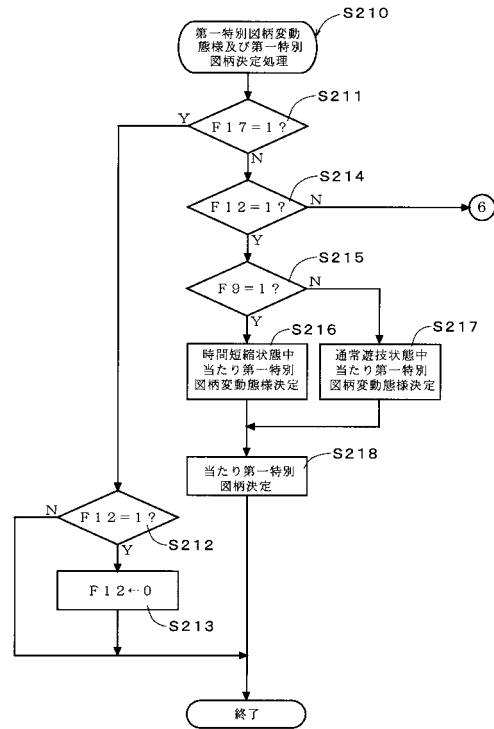 S210
第一特別図柄変動
態様及び第一特別
図柄決定処理
S211
Y
F17=1?
N
S214
F12=1?
N
6
Y
S215
F9=1?
N
Y
S216
S217
時間短縮状態中
当たり第一特別
図柄変動態様決定
通常遊技状態中
当たり第一特別
図柄変動態様決定
S218
当たり第一特別
図柄決定
N
F12=1?
S212
Y
F12←0
S213
終了